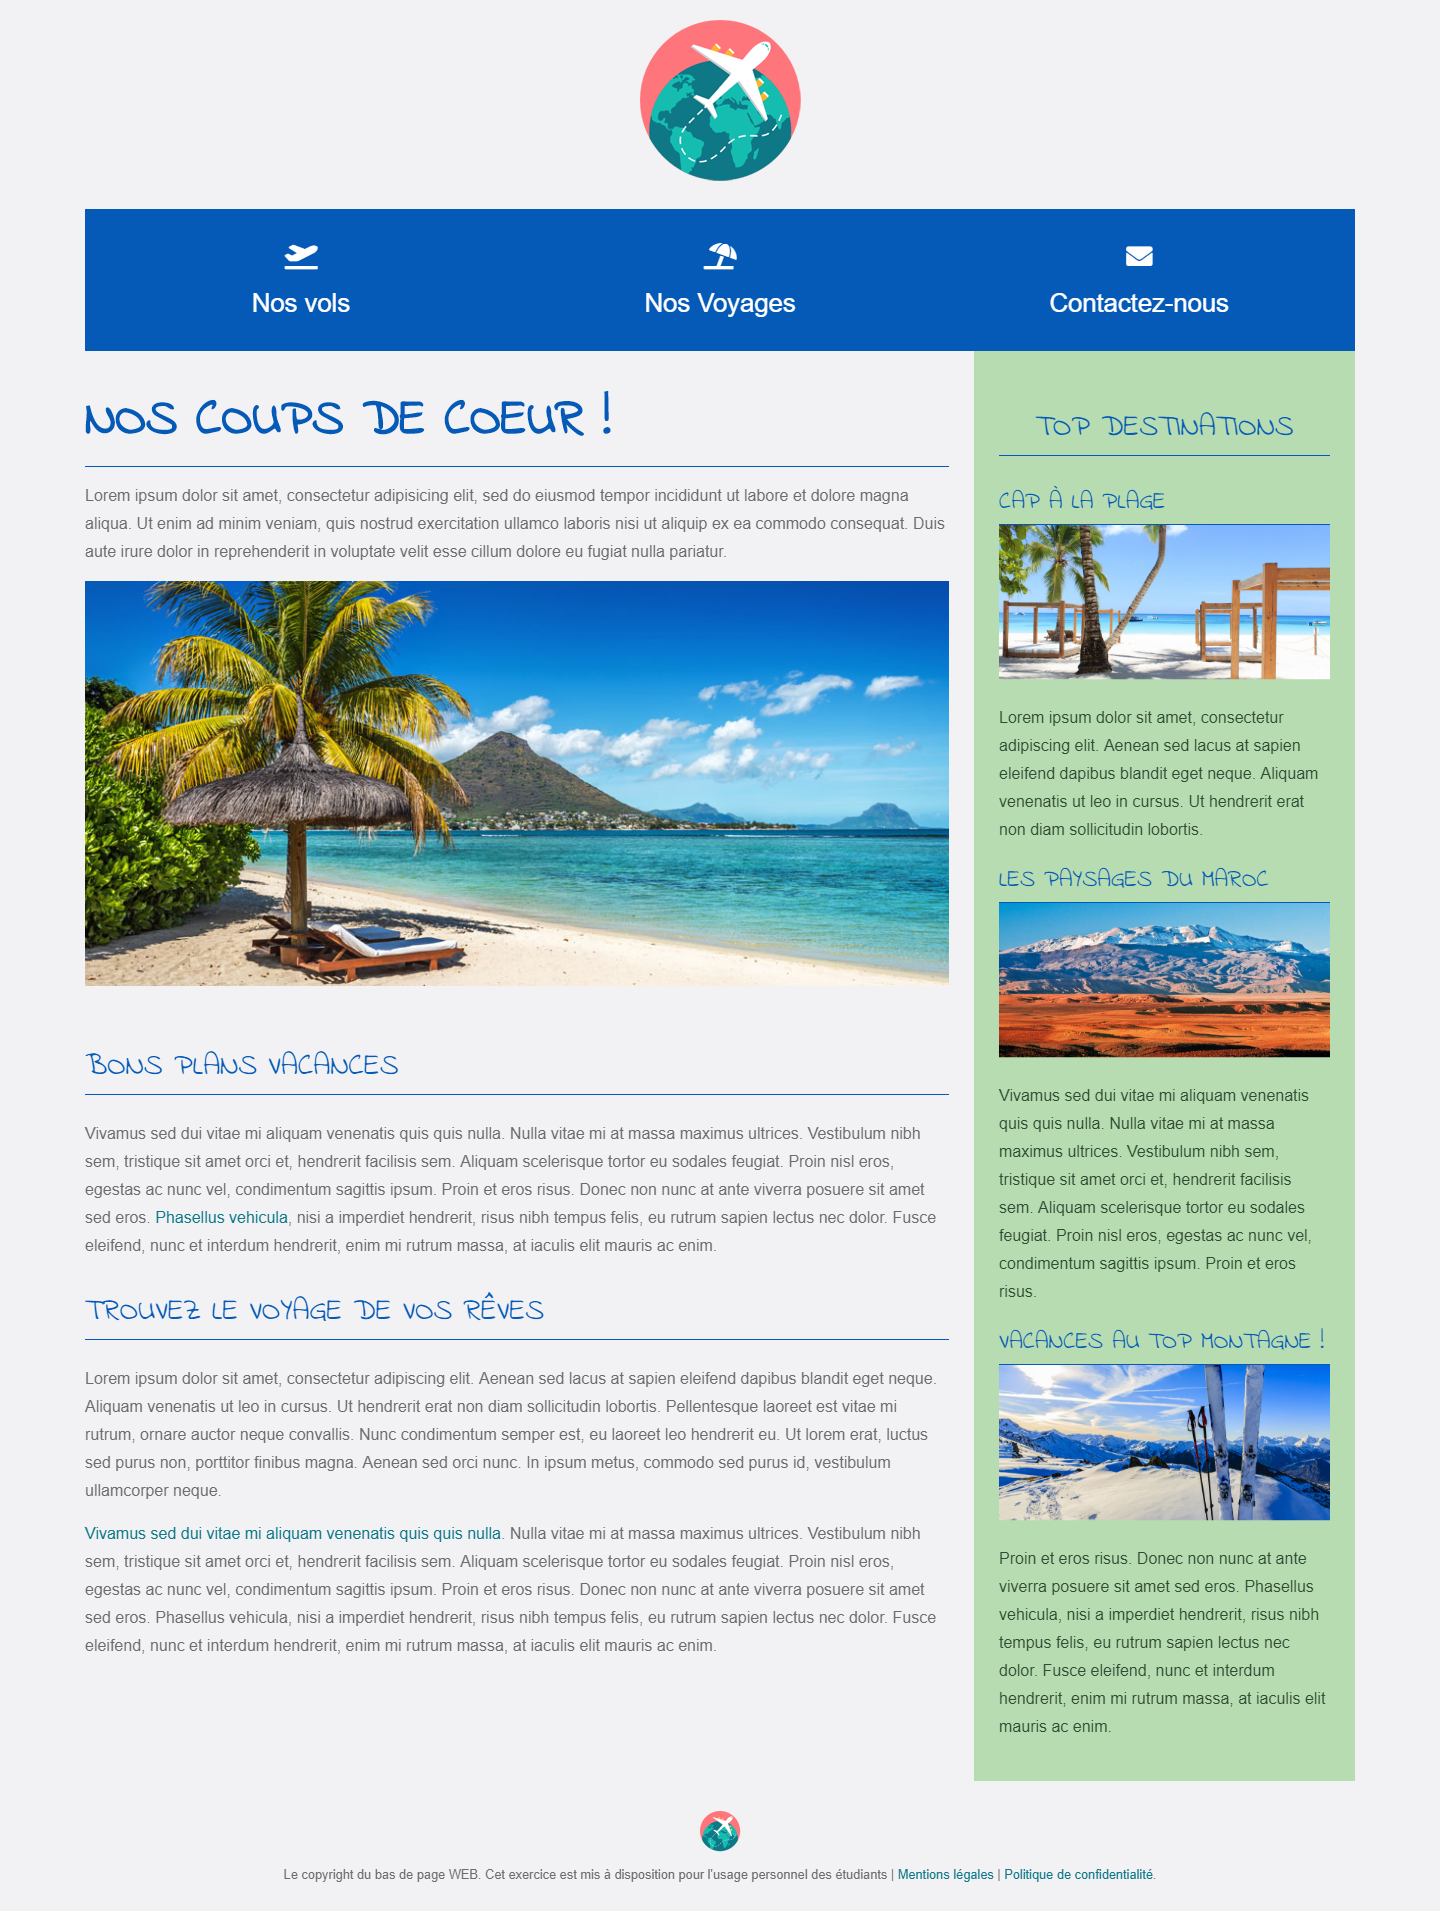 Nos vols
Nos Voyages
Contactez-nous
NOS COUPS DE COEUR !
Lorem ipsum dolor sit amet, consectetur adipisicing elit, sed do eiusmod tempor incididunt ut labore et dolore magna
aliqua. Ut enim ad minim veniam, quis nostrud exercitation ullamco laboris nisi ut aliquip ex ea commodo consequat. Duis
aute irure dolor in reprehenderit in voluptate velit esse cillum dolore eu fugiat nulla pariatur.
BONS PLANS VACANCES
Vivamus sed dui vitae mi aliquam venenatis quis quis nulla. Nulla vitae mi at massa maximus ultrices. Vestibulum nibh
sem, tristique sit amet orci et, hendrerit facilisis sem. Aliquam scelerisque tortor eu sodales feugiat. Proin nisl eros,
egestas ac nunc vel, condimentum sagittis ipsum. Proin et eros risus. Donec non nunc at ante viverra posuere sit amet
sed eros. Phasellus vehicula, nisi a imperdiet hendrerit, risus nibh tempus felis, eu rutrum sapien lectus nec dolor. Fusce
eleifend, nunc et interdum hendrerit, enim mi rutrum massa, at iaculis elit mauris ac enim.
TROUVEZ LE VOYAGE DE VOS RÊVES
Lorem ipsum dolor sit amet, consectetur adipiscing elit. Aenean sed lacus at sapien eleifend dapibus blandit eget neque.
Aliquam venenatis ut leo in cursus. Ut hendrerit erat non diam sollicitudin lobortis. Pellentesque laoreet est vitae mi
rutrum, ornare auctor neque convallis. Nunc condimentum semper est, eu laoreet leo hendrerit eu. Ut lorem erat, luctus
sed purus non, porttitor finibus magna. Aenean sed orci nunc. In ipsum metus, commodo sed purus id, vestibulum
ullamcorper neque.
Vivamus sed dui vitae mi aliquam venenatis quis quis nulla. Nulla vitae mi at massa maximus ultrices. Vestibulum nibh
sem, tristique sit amet orci et, hendrerit facilisis sem. Aliquam scelerisque tortor eu sodales feugiat. Proin nisl eros,
egestas ac nunc vel, condimentum sagittis ipsum. Proin et eros risus. Donec non nunc at ante viverra posuere sit amet
sed eros. Phasellus vehicula, nisi a imperdiet hendrerit, risus nibh tempus felis, eu rutrum sapien lectus nec dolor. Fusce
eleifend, nunc et interdum hendrerit, enim mi rutrum massa, at iaculis elit mauris ac enim.
TOP DESTINATIONS
CAP À LA PLAGE
Lorem ipsum dolor sit amet, consectetur
adipiscing elit. Aenean sed lacus at sapien
eleifend dapibus blandit eget neque. Aliquam
venenatis ut leo in cursus. Ut hendrerit erat
non diam sollicitudin lobortis.
LES PAYSAGES DU MAROC
Vivamus sed dui vitae mi aliquam venenatis
quis quis nulla. Nulla vitae mi at massa
maximus ultrices. Vestibulum nibh sem,
tristique sit amet orci et, hendrerit facilisis
sem. Aliquam scelerisque tortor eu sodales
feugiat. Proin nisl eros, egestas ac nunc vel,
condimentum sagittis ipsum. Proin et eros
risus.
VACANCES AU TOP MONTAGNE !
Proin et eros risus. Donec non nunc at ante
viverra posuere sit amet sed eros. Phasellus
vehicula, nisi a imperdiet hendrerit, risus nibh
tempus felis, eu rutrum sapien lectus nec
dolor. Fusce eleifend, nunc et interdum
hendrerit, enim mi rutrum massa, at iaculis elit
mauris ac enim.
Le copyright du bas de page WEB. Cet exercice est mis à disposition pour l'usage personnel des étudiants | Mentions légales | Politique de confidentialité.